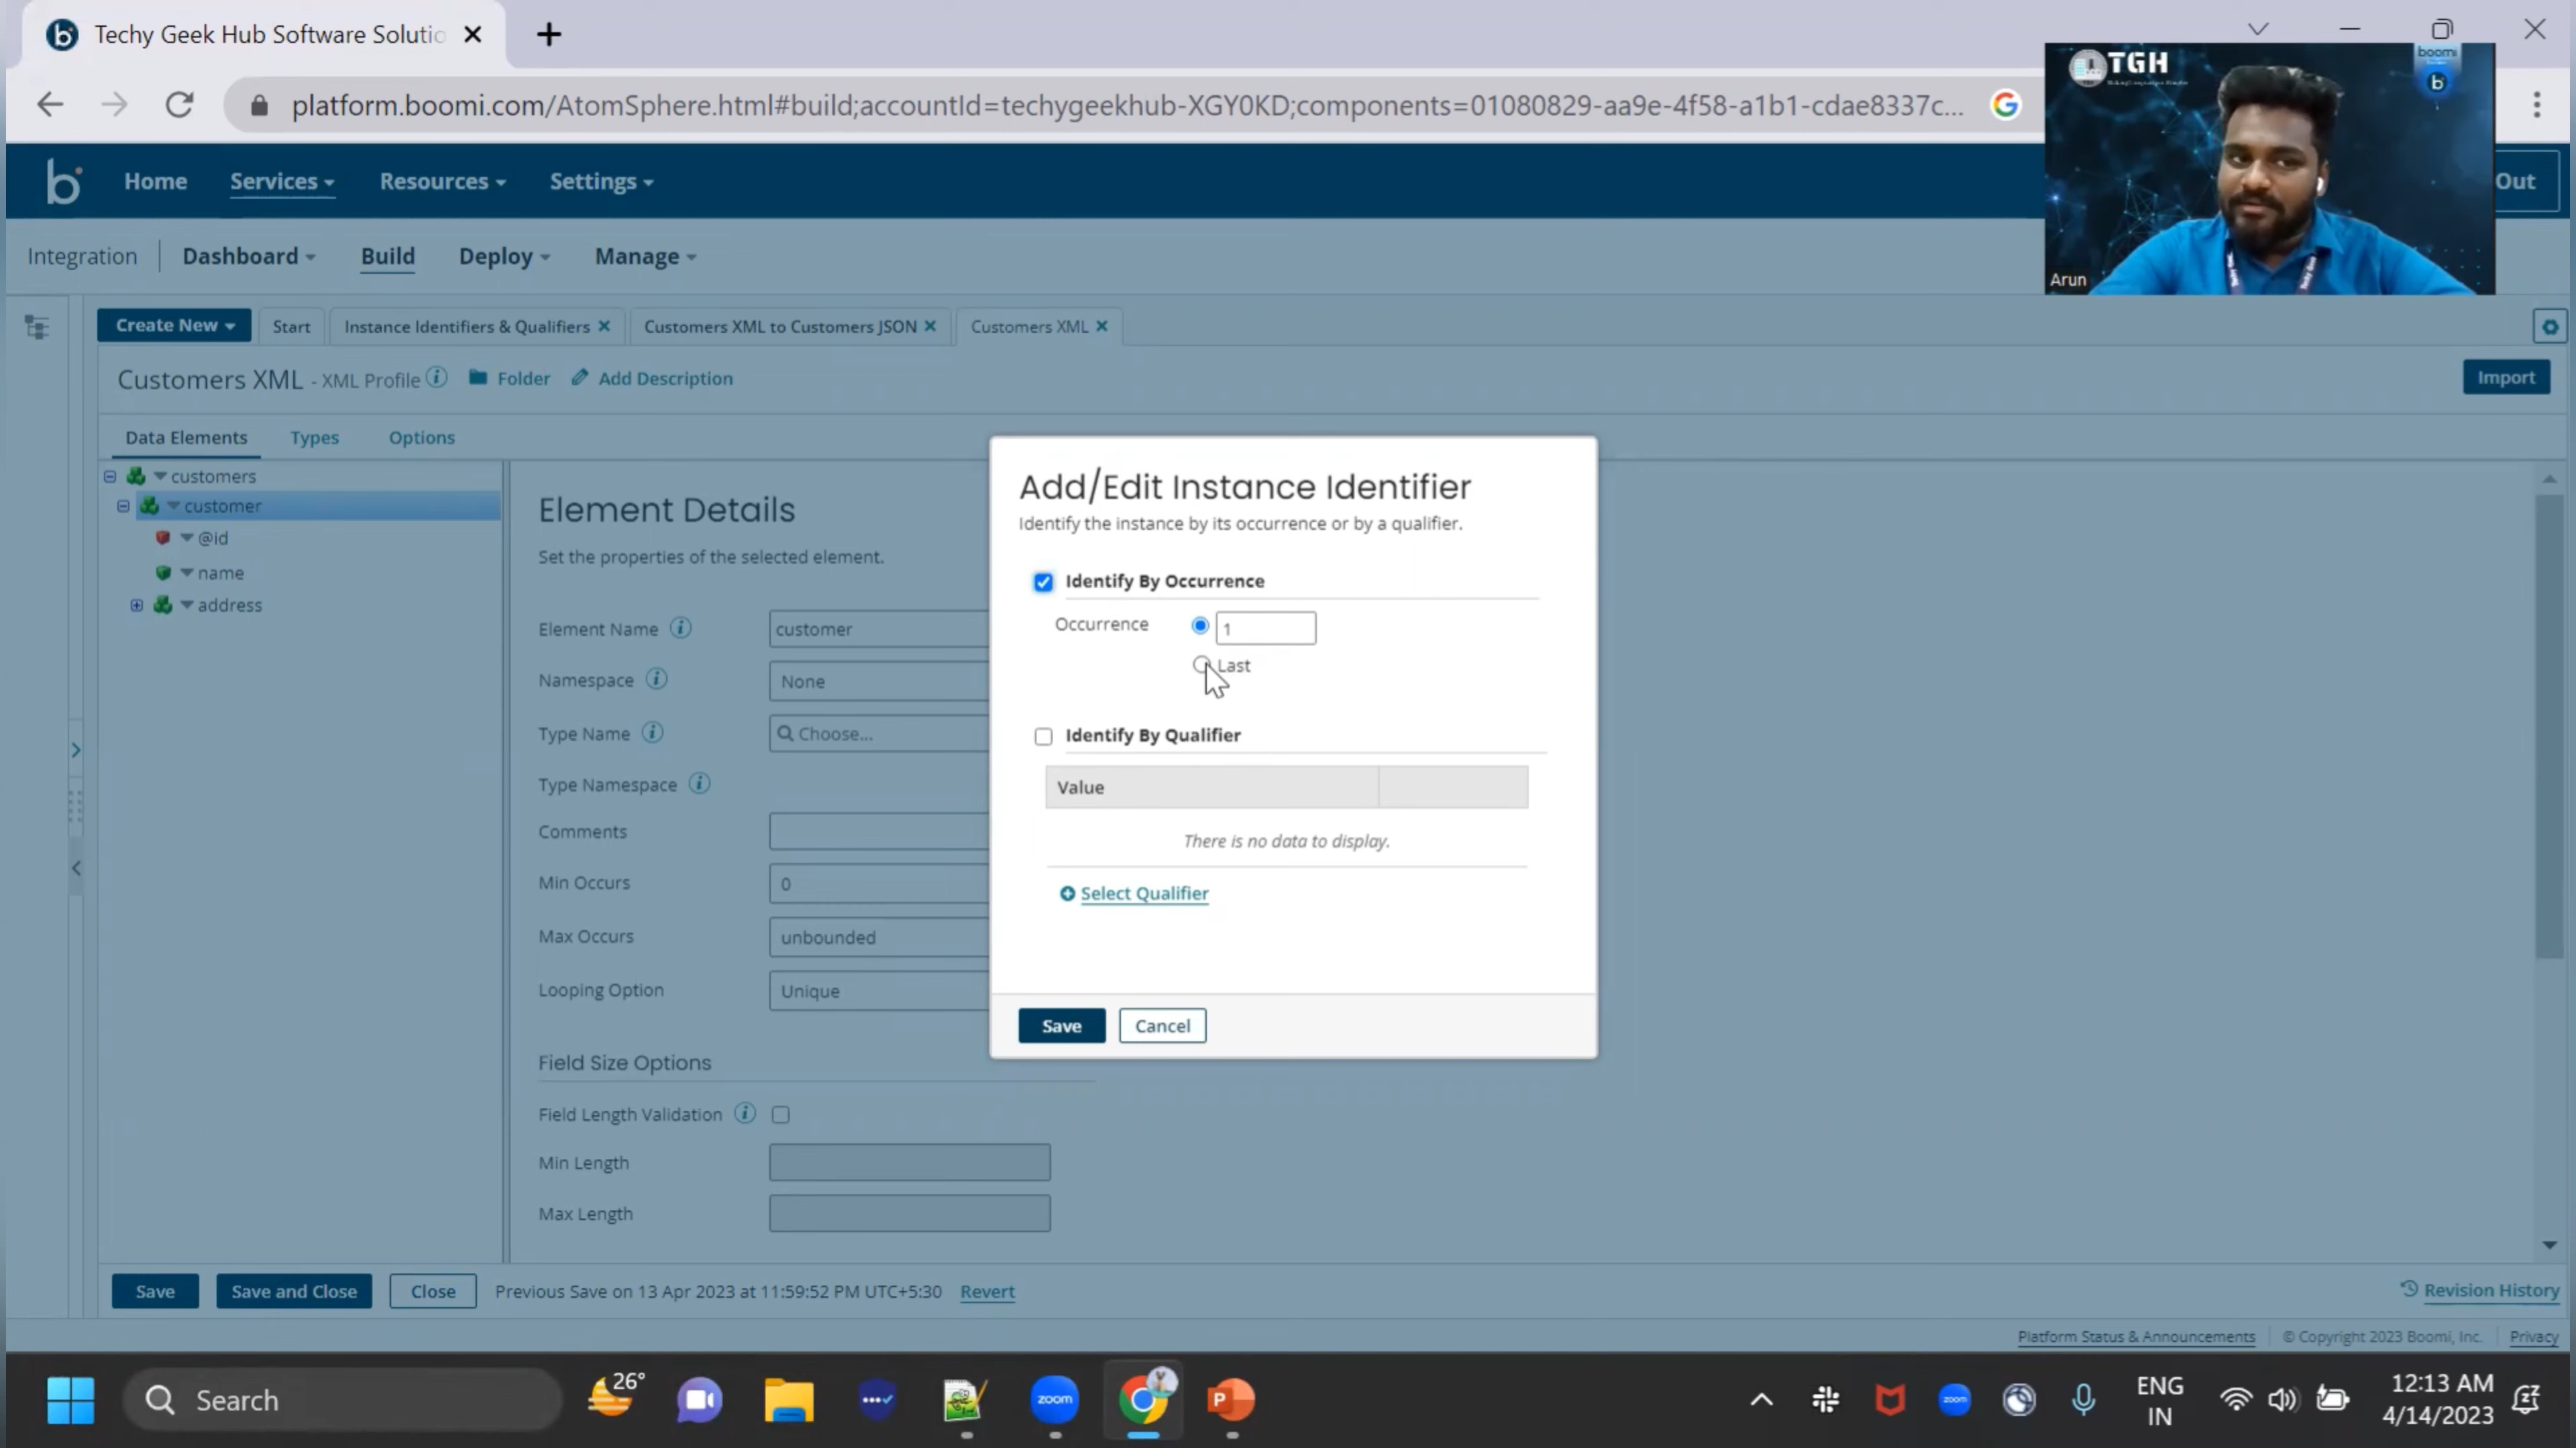 Techy Geek Hub Software Solutio
platform.boomi.com/AtomSphere.html#build;accountId=techygeekhub-XGY0KD;components=01080829-aa9e-4f58-a1b1-cdae8337c...
TGH
boomi
Arun
Home Services Resources Settings Out
Integration Dashboard Build Deploy Manage
Create New Start Instance Identifiers & Qualifiers Customers XML to Customers JSON Customers XML
Customers XML - XML Profile Folder Add Description Import
Data Elements Types Options
customers
customer
@id
name
address
Element Details
Set the properties of the selected element.
Element Name customer
Namespace None
Type Name Choose...
Type Namespace
Comments
Min Occurs 0
Max Occurs unbounded
Looping Option Unique
Field Size Options
Field Length Validation
Min Length
Max Length
Add/Edit Instance Identifier
Identify the instance by its occurrence or by a qualifier.
Identify By Occurrence
Occurrence 1
Last
Identify By Qualifier
Value
There is no data to display.
Select Qualifier
Save Cancel
Save Save and Close Close Previous Save on 13 Apr 2023 at 11:59:52 PM UTC+5:30 Revert Revision History
Platform Status & Announcements © Copyright 2023 Boomi, Inc. Privacy
Search 26° zoom P zoom ENG IN 12:13 AM
4/14/2023